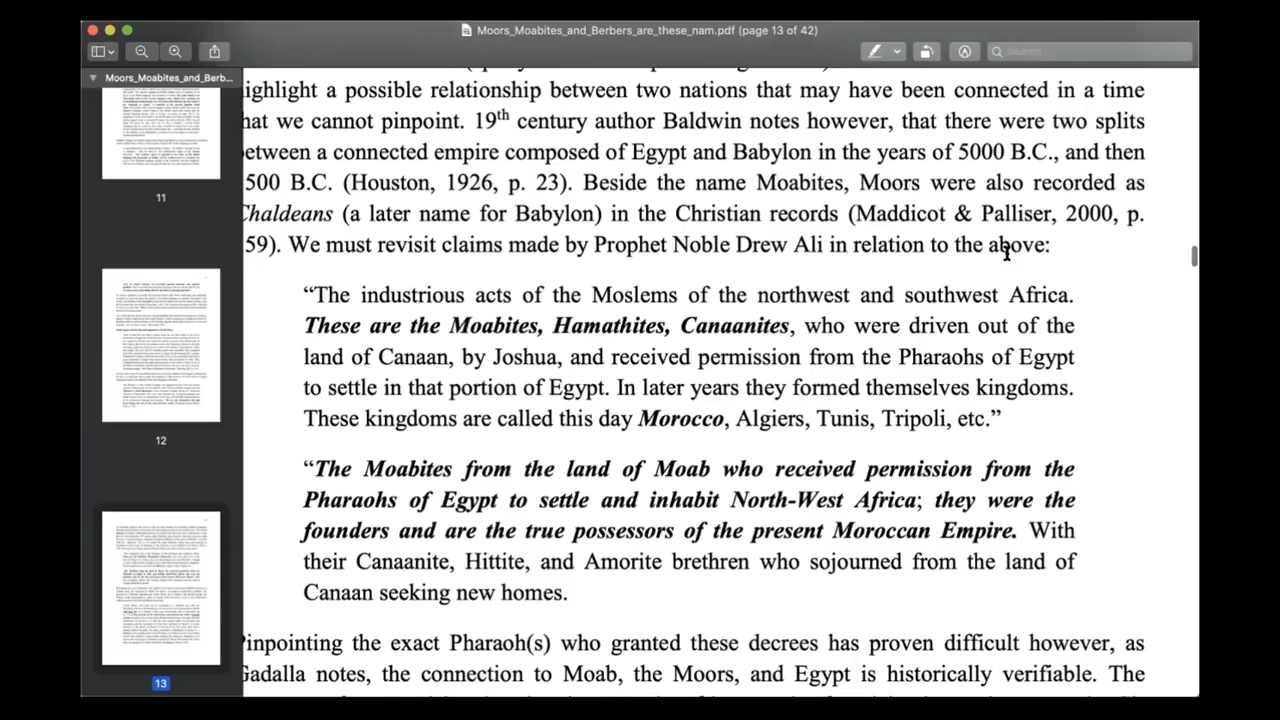 Moors_Moabites_and_Berbers_are_these_nam.pdf (page 13 of 42)
Search
Moors_Moabites_and_Berb...
11
12
13
highlight a possible relationship between two nations that may have been connected in a time
have forgotten. 19th century author Baldwin notes however, that there were two splits
between the once one empire comprised of Egypt and Babylon in the years of 5000 B.C., and then
500 B.C. (Houston, 1926, p. 23). Beside the name Moabites, Moors were also recorded as
Chaldeans (a later name for Babylon) in the Christian records (Maddicot & Palliser, 2000, p.
59). We must revisit claims made by Prophet Noble Drew Ali in relation to the above:
“The industrious acts of the Moslems of the northwest and southwest Africa.
These are the Moabites, Hamathites, Canaanites, who were driven out of the
land of Canaan, by Joshua, and received permission from the Pharaohs of Egypt
to settle in that portion of Egypt. In later years they formed themselves kingdoms.
These kingdoms are called this day Morocco, Algiers, Tunis, Tripoli, etc.”
“The Moabites from the land of Moab who received permission from the
Pharaohs of Egypt to settle and inhabit North-West Africa; they were the
founders and are the true possessors of the present Moroccan Empire. With
their Canaanite, Hittite, and Amorite brethren who sojourned from the land of
Canaan seeking new homes.
Pinpointing the exact Pharaoh(s) who granted these decrees has proven difficult however, as
Gadalla notes, the connection to Moab, the Moors, and Egypt is historically verifiable. The